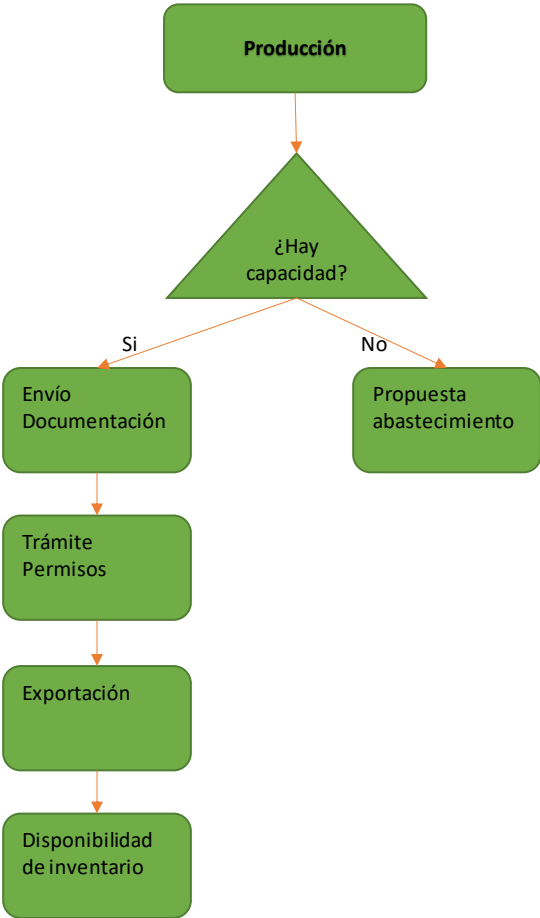 Producción
¿Hay
capacidad?
Si
No
Envío
Documentación
Propuesta
abastecimiento
Trámite
Permisos
Exportación
Disponibilidad
de inventario